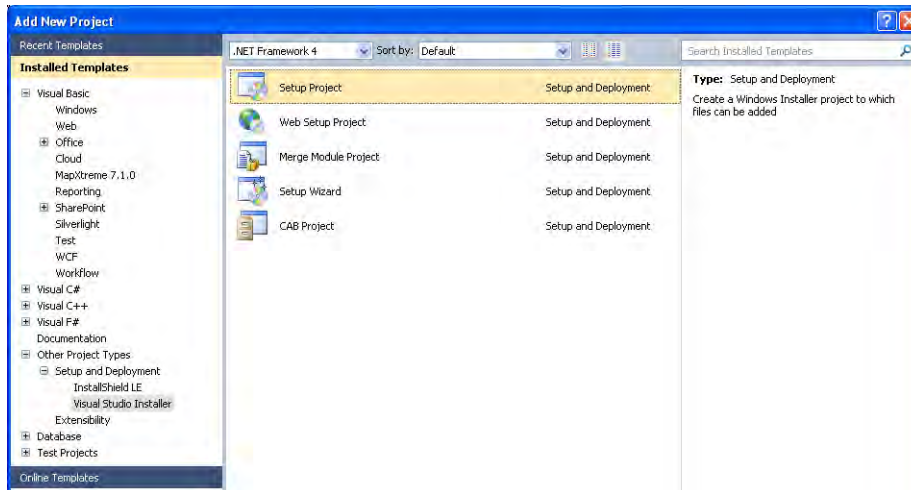 Add New Project
Recent Templates
Installed Templates
Visual Basic
Windows
Web
Office
Cloud
MapXtreme 7.1.0
Reporting
SharePoint
Silverlight
Test
WCF
Workflow
Visual C#
Visual C++
Visual F#
Documentation
Other Project Types
Setup and Deployment
InstallShield LE
Visual Studio Installer
Extensibility
Database
Test Projects
Online Templates
.NET Framework 4 Sort by: Default
Setup Project Setup and Deployment
Web Setup Project Setup and Deployment
Merge Module Project Setup and Deployment
Setup Wizard Setup and Deployment
CAB Project Setup and Deployment
Search Installed Templates
Type: Setup and Deployment
Create a Windows Installer project to which
files can be added